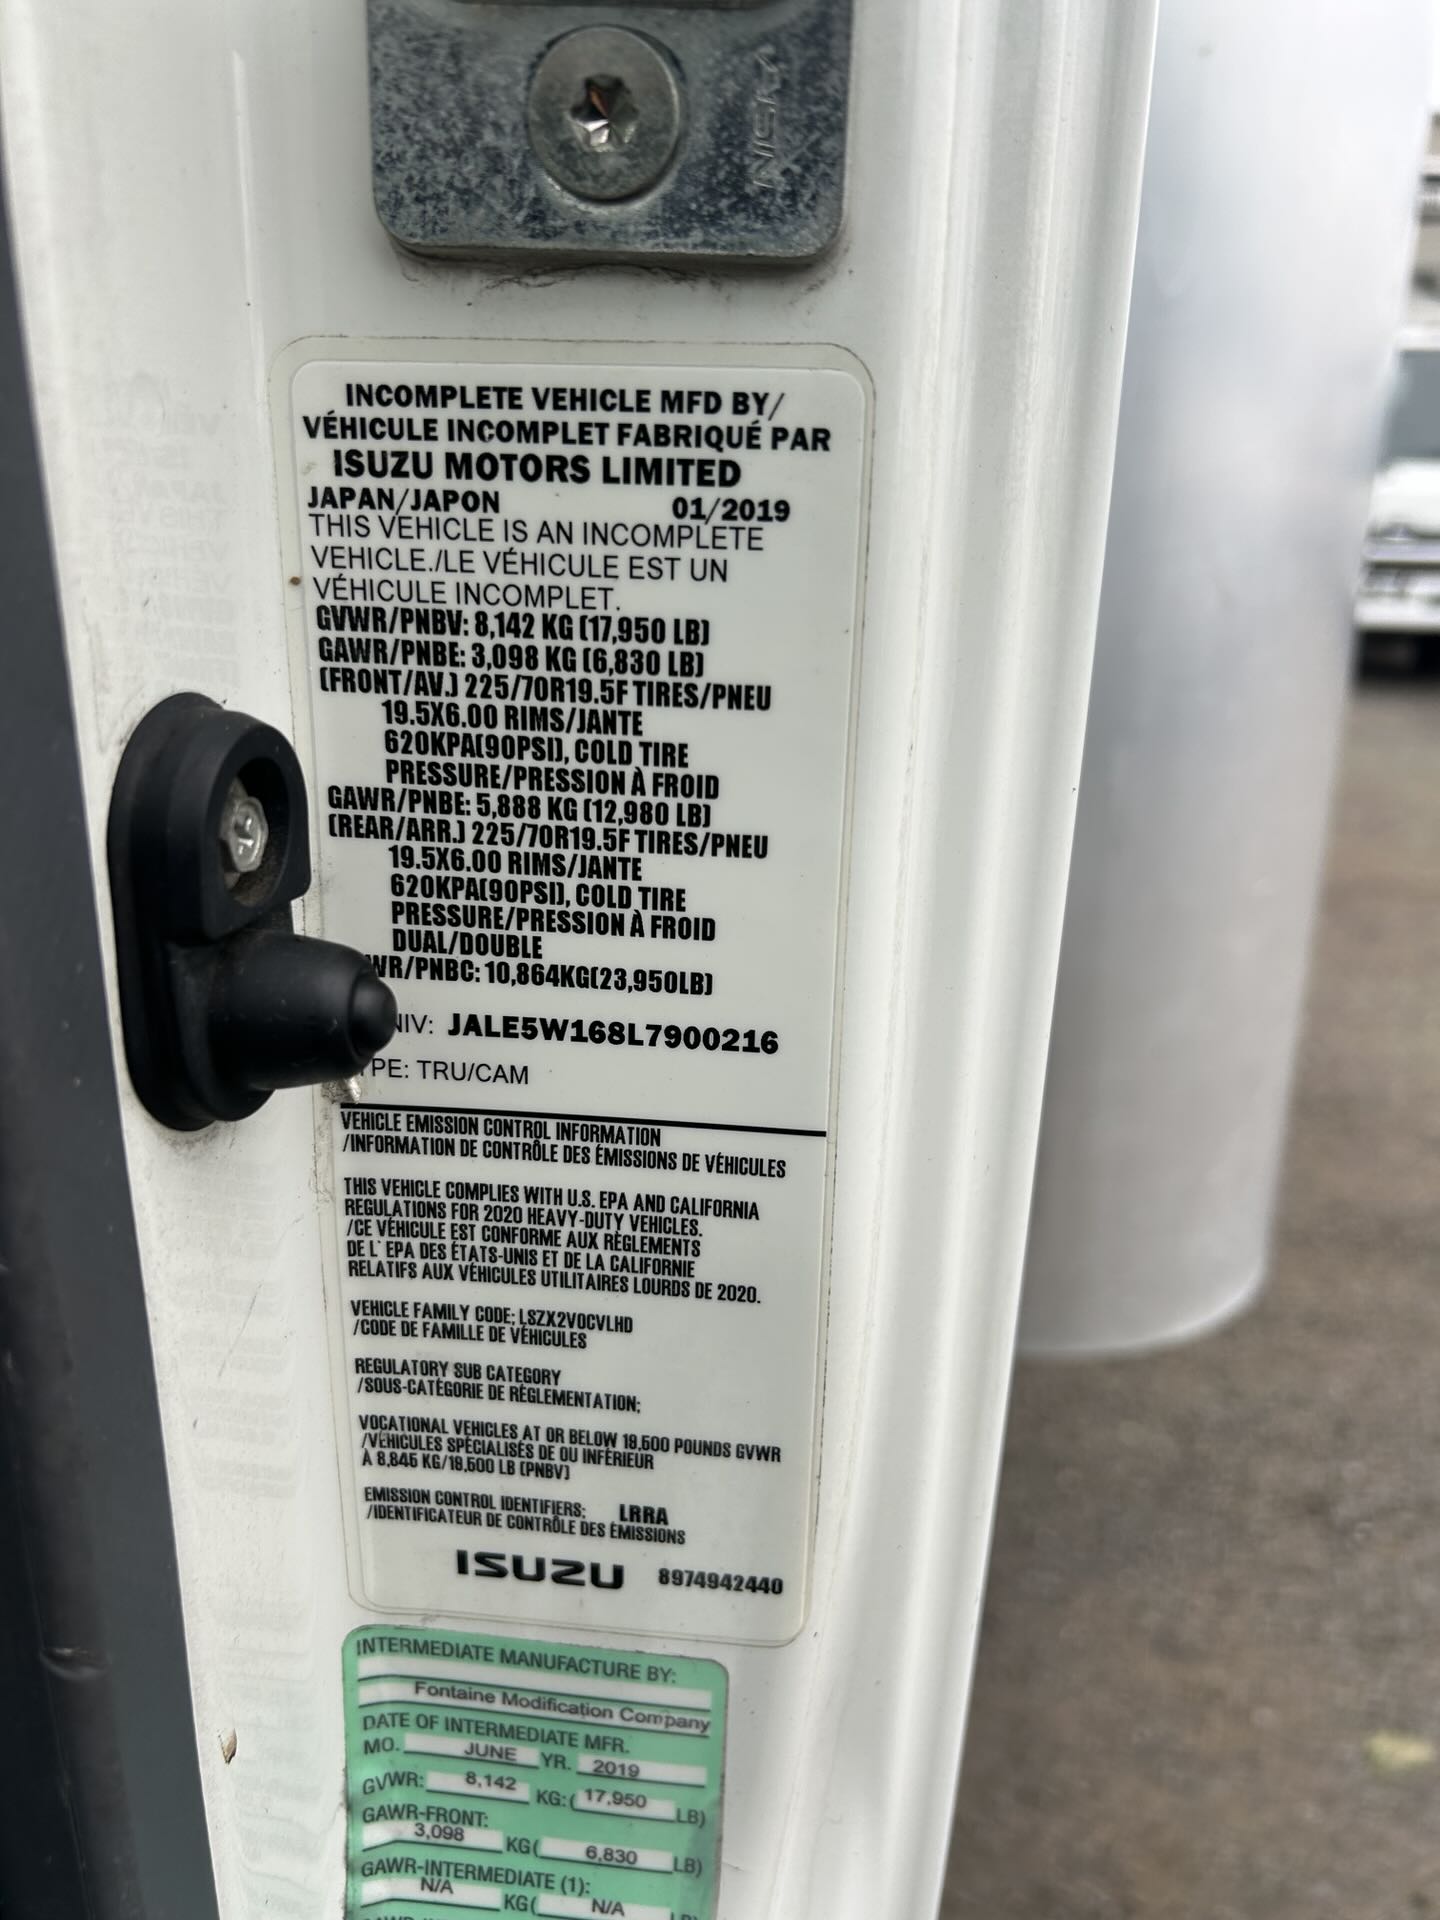 NISKA
INCOMPLETE VEHICLE MFD BY/
VÉHICULE INCOMPLET FABRIQUÉ PAR
ISUZU MOTORS LIMITED
JAPAN/JAPON 01/2019
THIS VEHICLE IS AN INCOMPLETE
VEHICLE./LE VÉHICULE EST UN
VÉHICULE INCOMPLET.
GVWR/PNBV: 8,142 KG (17,950 LB)
GAWR/PNBE: 3,098 KG (6,830 LB)
(FRONT/AV.) 225/70R19.5F TIRES/PNEU
19.5X6.00 RIMS/JANTE
620KPA(90PSI), COLD TIRE
PRESSURE/PRESSION À FROID
GAWR/PNBE: 5,888 KG (12,980 LB)
(REAR/ARR.) 225/70R19.5F TIRES/PNEU
19.5X6.00 RIMS/JANTE
620KPA(90PSI), COLD TIRE
PRESSURE/PRESSION À FROID
DUAL/DOUBLE
WR/PNBC: 10,864KG(23,950LB)
NIV: JALE5W168L7900216
PE: TRU/CAM
VEHICLE EMISSION CONTROL INFORMATION
/INFORMATION DE CONTRÔLE DES ÉMISSIONS DE VÉHICULES
THIS VEHICLE COMPLIES WITH U.S. EPA AND CALIFORNIA
REGULATIONS FOR 2020 HEAVY-DUTY VEHICLES.
/CE VÉHICULE EST CONFORME AUX RÈGLEMENTS
DE L'EPA DES ÉTATS-UNIS ET DE LA CALIFORNIE
RELATIFS AUX VÉHICULES UTILITAIRES LOURDS DE 2020.
VEHICLE FAMILY CODE; LSZX2VOCVLHD
/CODE DE FAMILLE DE VÉHICULES
REGULATORY SUB CATEGORY
/SOUS-CATÉGORIE DE RÉGLEMENTATION;
VOCATIONAL VEHICLES AT OR BELOW 19,500 POUNDS GVWR
/VÉHICULES SPÉCIALISÉS DE OU INFÉRIEUR
À 8,845 KG/19,500 LB (PNBV)
EMISSION CONTROL IDENTIFIERS; LRRA
/IDENTIFICATEUR DE CONTRÔLE DES ÉMISSIONS
ISUZU 8974942440
INTERMEDIATE MANUFACTURE BY:
Fontaine Modification Company
DATE OF INTERMEDIATE MFR.
MO. JUNE YR. 2019
GVWR: 8,142 KG: ( 17,950 LB)
GAWR-FRONT:
3,098 KG( 6,830 LB)
GAWR-INTERMEDIATE (1):
N/A KG( N/A LB)